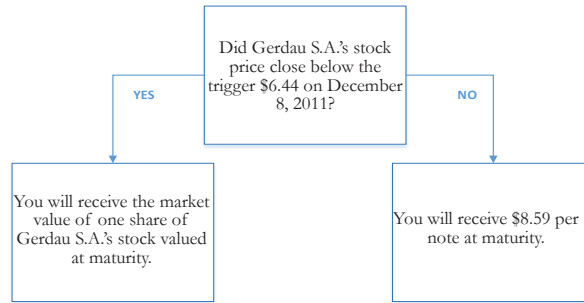 Did Gerdau S.A.'s stock
price close below the
trigger $6.44 on December
8, 2011?
YES
NO
You will receive the market
value of one share of
Gerdau S.A.'s stock valued
at maturity.
You will receive $8.59 per
note at maturity.